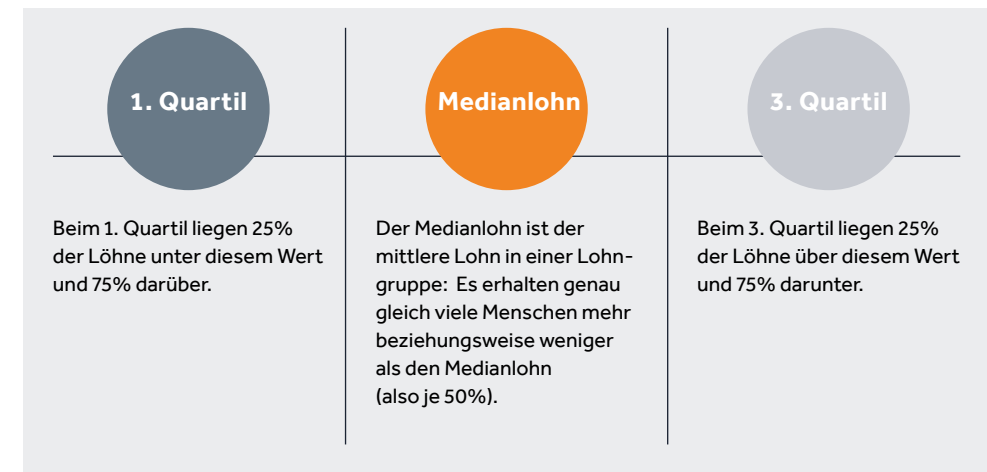 1. Quartil
Beim 1. Quartil liegen 25%
der Löhne unter diesem Wert
und 75% darüber.
Medianlohn
Der Medianlohn ist der
mittlere Lohn in einer Lohn-
gruppe: Es erhalten genau
gleich viele Menschen mehr
beziehungsweise weniger
als den Medianlohn
(also je 50%).
3. Quartil
Beim 3. Quartil liegen 25%
der Löhne über diesem Wert
und 75% darunter.